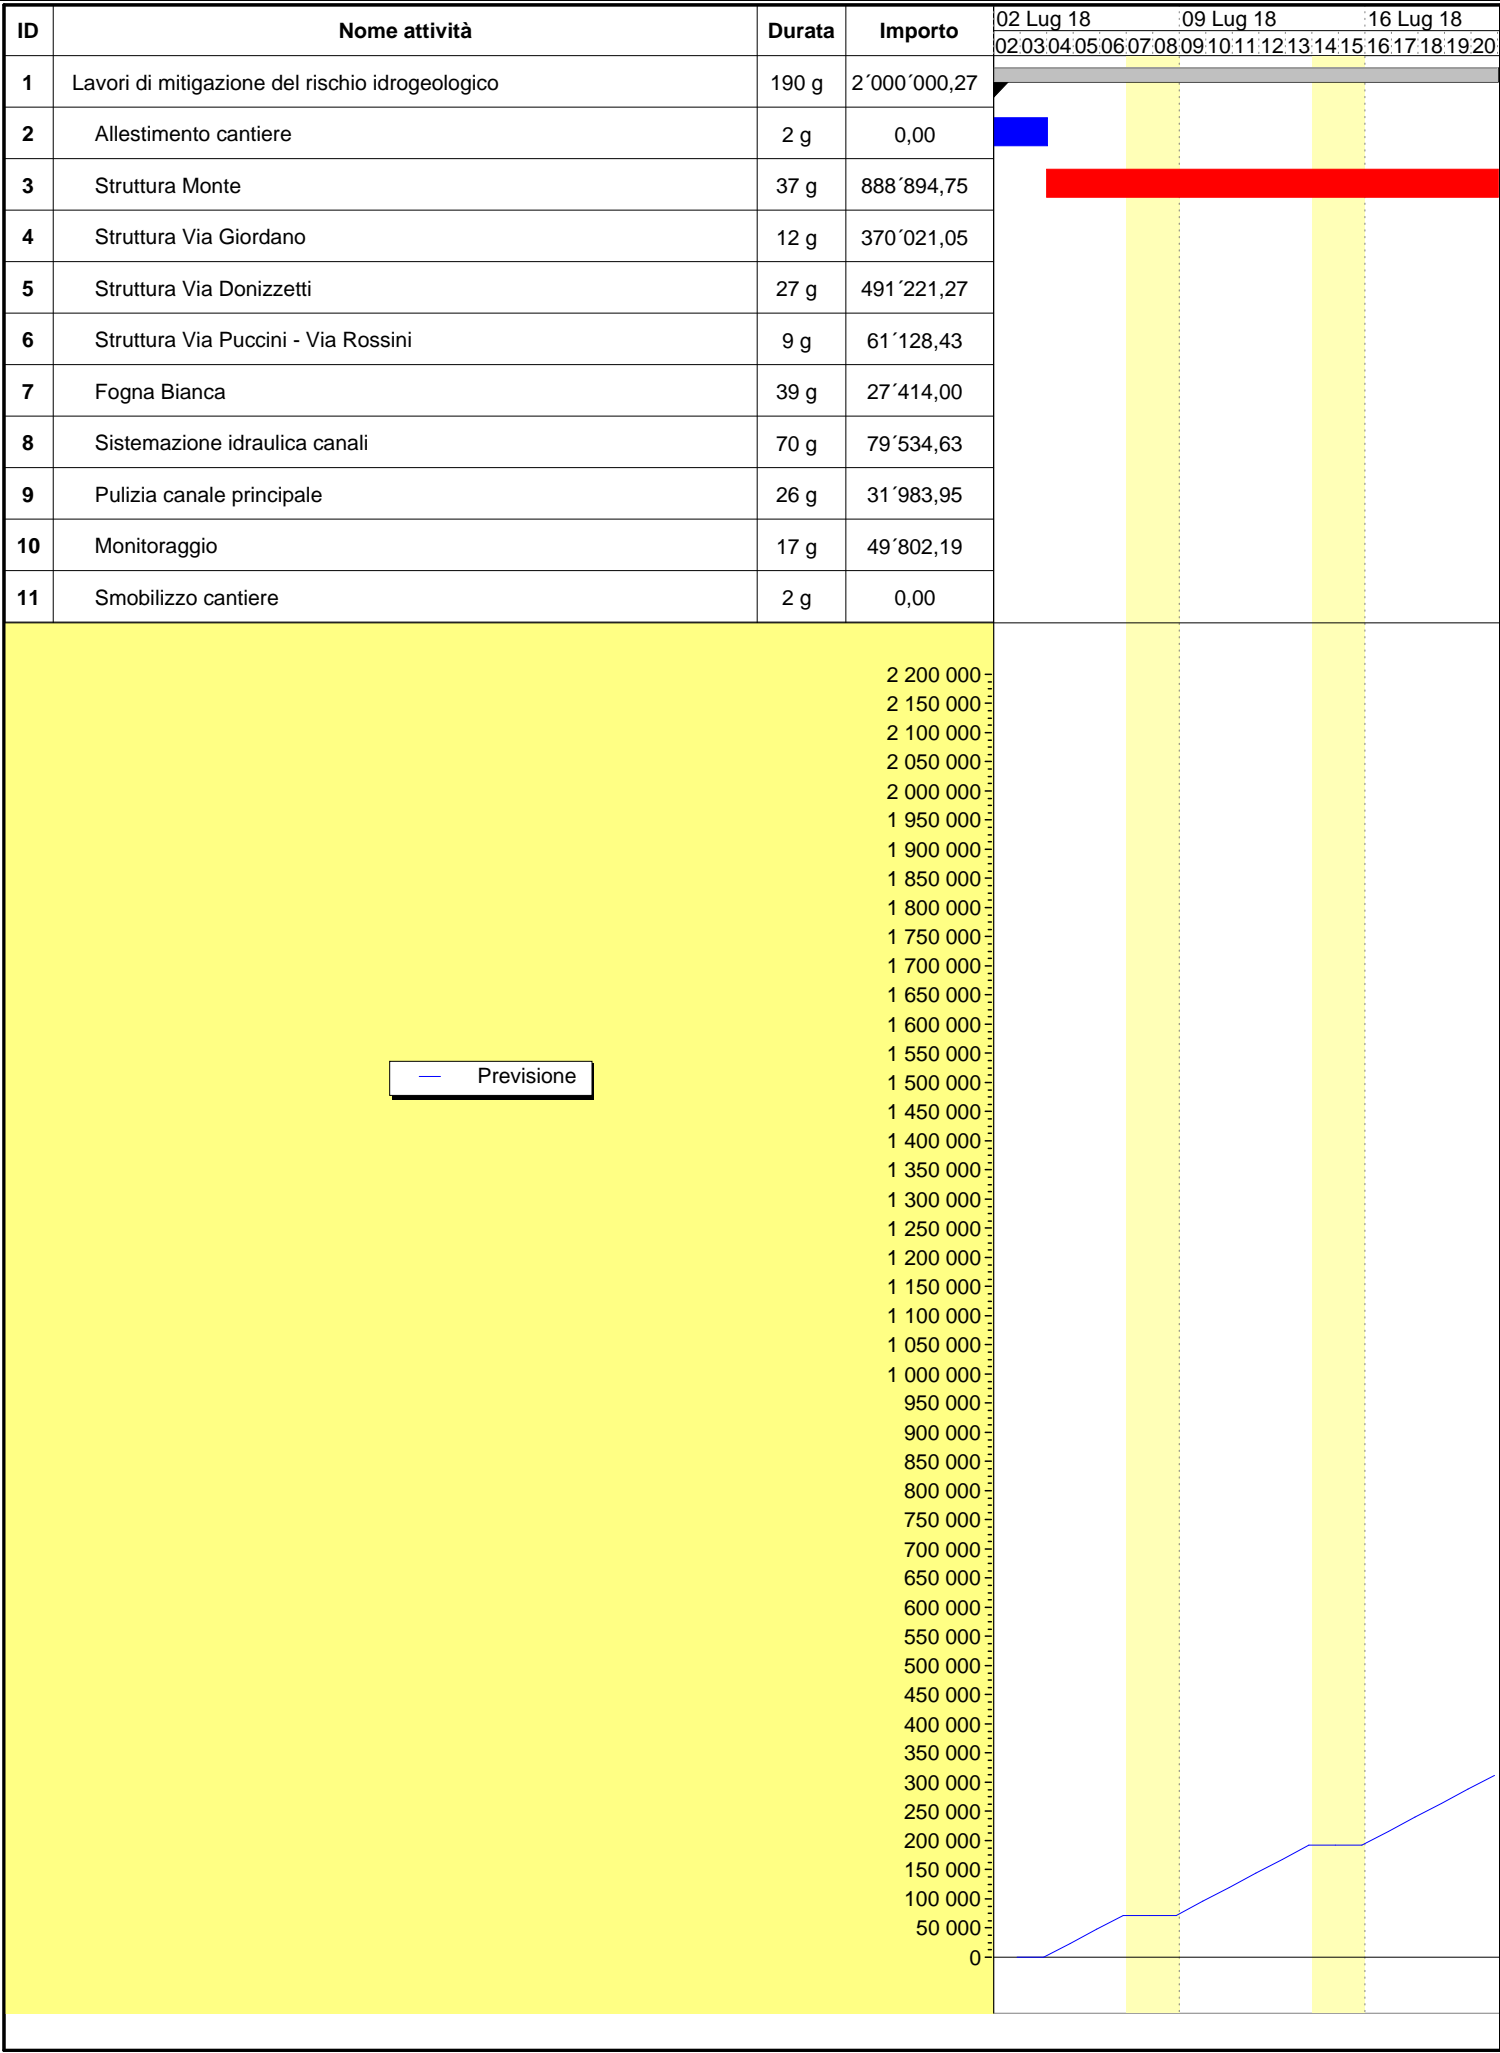 ID Nome attività Durata Importo 02 Lug 18 09 Lug 18 16 Lug 18
02 03 04 05 06 07 08 09 10 11 12 13 14 15 16 17 18 19 20
1 Lavori di mitigazione del rischio idrogeologico 190 g 2´000´000,27
2 Allestimento cantiere 2 g 0,00
3 Struttura Monte 37 g 888´894,75
4 Struttura Via Giordano 12 g 370´021,05
5 Struttura Via Donizzetti 27 g 491´221,27
6 Struttura Via Puccini - Via Rossini 9 g 61´128,43
7 Fogna Bianca 39 g 27´414,00
8 Sistemazione idraulica canali 70 g 79´534,63
9 Pulizia canale principale 26 g 31´983,95
10 Monitoraggio 17 g 49´802,19
11 Smobilizzo cantiere 2 g 0,00
2 200 000
2 150 000
2 100 000
2 050 000
2 000 000
1 950 000
1 900 000
1 850 000
1 800 000
1 750 000
1 700 000
1 650 000
1 600 000
1 550 000
Previsione
1 500 000
1 450 000
1 400 000
1 350 000
1 300 000
1 250 000
1 200 000
1 150 000
1 100 000
1 050 000
1 000 000
950 000
900 000
850 000
800 000
750 000
700 000
650 000
600 000
550 000
500 000
450 000
400 000
350 000
300 000
250 000
200 000
150 000
100 000
50 000
0